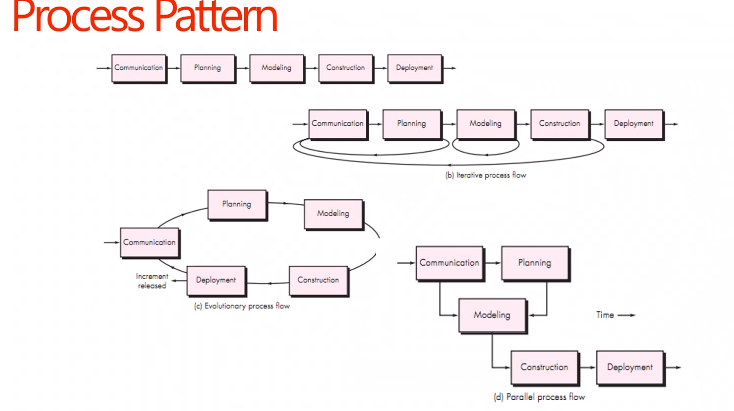 Process Pattern
Communication Planning Modeling Construction Deployment
Communication Planning Modeling Construction Deployment
(b) Iterative process flow
Planning
Modeling
Communication
Increment
released
Deployment
Construction
(c) Evolutionary process flow
Communication Planning
Modeling
Time
Construction Deployment
(d) Parallel process flow